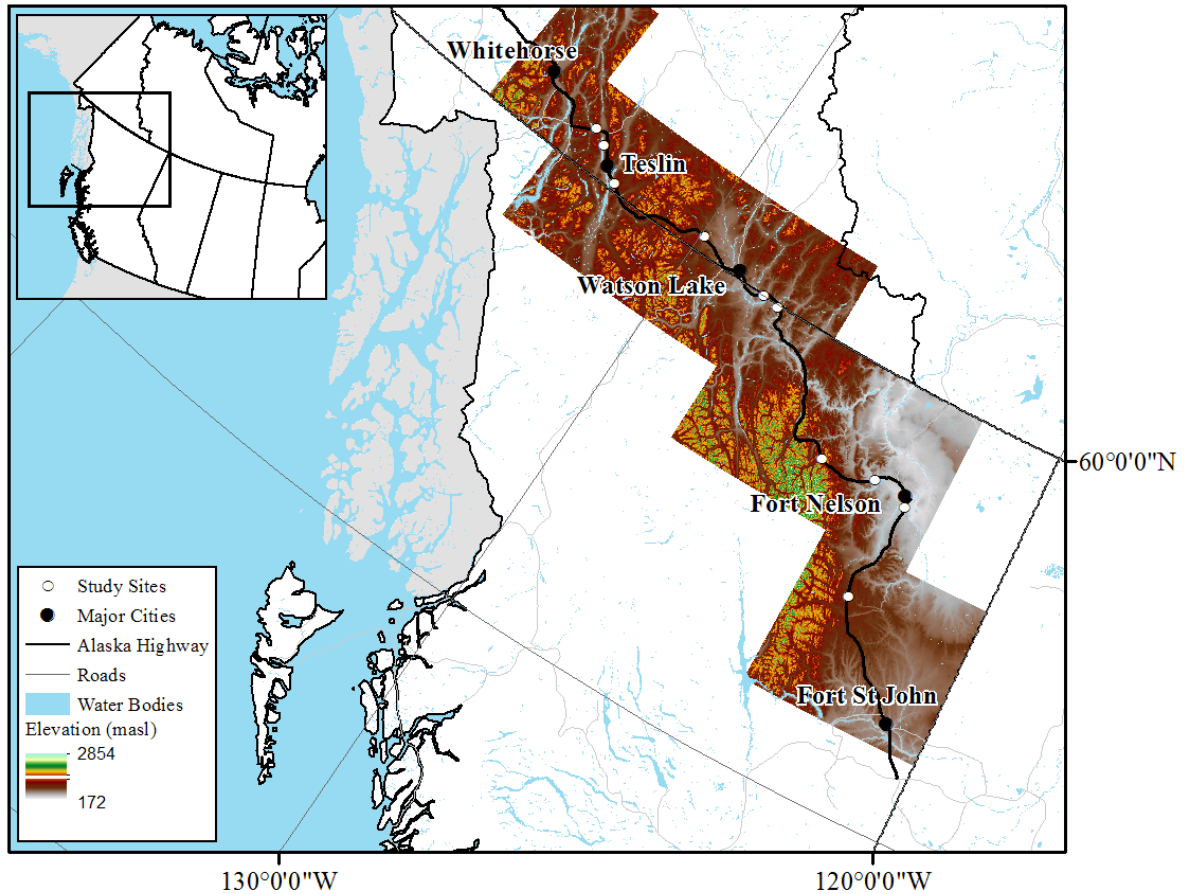 Whitehorse
Teslin
Watson Lake
60°0'0"N
Fort Nelson
Fort St John
Study Sites
Major Cities
Alaska Highway
Roads
Water Bodies
Elevation (masl)
2854
172
130°0'0"W
120°0'0"W